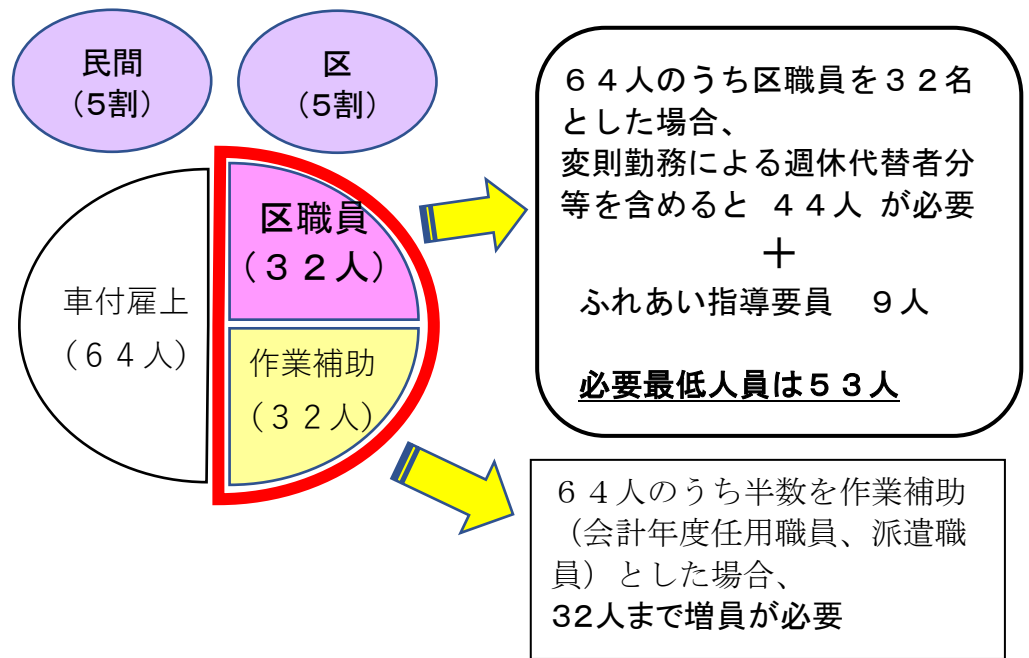 民間
（5割）
区
（5割）
車付雇上
（６４人）
区職員
（３２人）
作業補助
（３２人）
６４人のうち区職員を３２名
とした場合、
変則勤務による週休代替者分
等を含めると ４４人 が必要
＋
ふれあい指導要員　９人
必要最低人員は５３人
６４人のうち半数を作業補助
（会計年度任用職員、派遣職
員）とした場合、
32人まで増員が必要